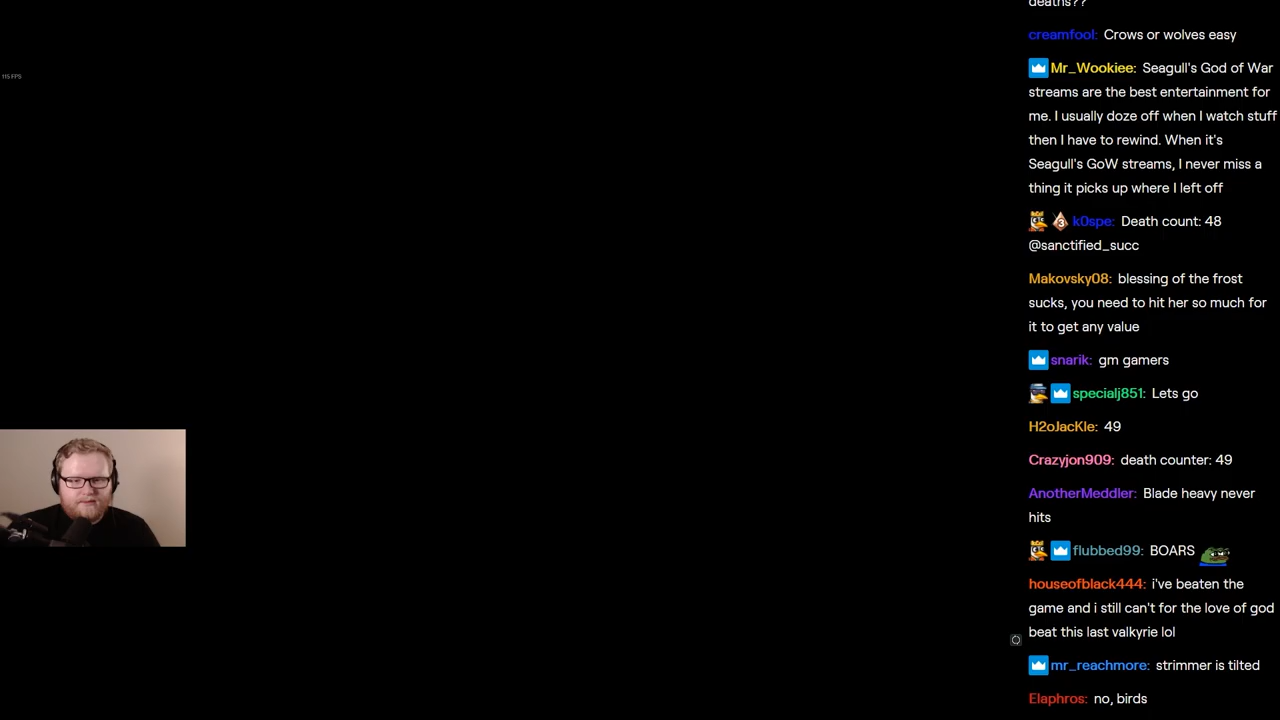 deaths??
creamfool: Crows or wolves easy
115 FPS
Mr_Wookiee: Seagull's God of War
streams are the best entertainment for
me. I usually doze off when I watch stuff
then I have to rewind. When it's
Seagull's GoW streams, I never miss a
thing it picks up where I left off
3 k0spe: Death count: 48
@sanctified_succ
Makovsky08: blessing of the frost
sucks, you need to hit her so much for
it to get any value
snarik: gm gamers
specialj851: Lets go
H2oJacKle: 49
Crazyjon909: death counter: 49
AnotherMeddler: Blade heavy never
hits
flubbed99: BOARS
houseofblack444: i've beaten the
game and i still can't for the love of god
beat this last valkyrie lol
mr_reachmore: strimmer is tilted
Elaphros: no, birds